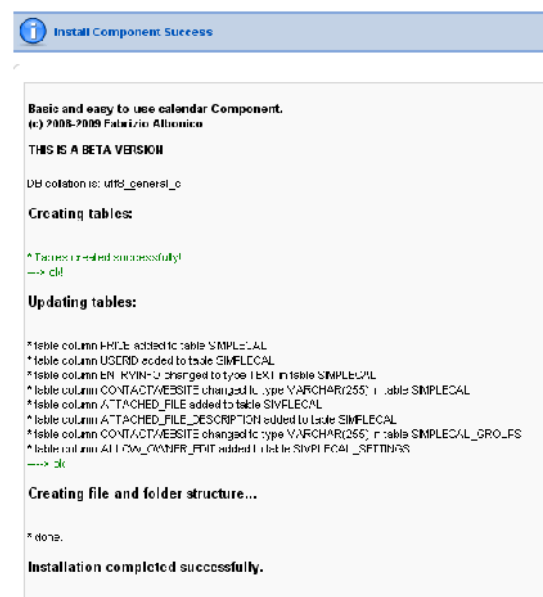 Install Component Success
Basic and easy to use calendar Component.
(c) 2008-2009 Fabrizio Albonico
THIS IS A BETA VERSION
DB collation is: utf8_general_c
Creating tables:
* Tables created successfully!
----> ok!
Updating tables:
* table column PRICE added to table SIMPLECAL
* table column USERID added to table SIMPLECAL
* table column ENTRYINFO changed to type TEXT in table SIMPLECAL
* table column CONTACTWEBSITE changed to type VARCHAR(255) in table SIMPLECAL
* table column ATTACHED_FILE added to table SIMPLECAL
* table column ATTACHED_FILE_DESCRIPTION added to table SIMPLECAL
* table column CONTACTWEBSITE changed to type VARCHAR(255) in table SIMPLECAL_GROUPS
* table column ALLOW_OWNER_EDIT added to table SIMPLECAL_SETTINGS
----> ok
Creating file and folder structure...
* done.
Installation completed successfully.